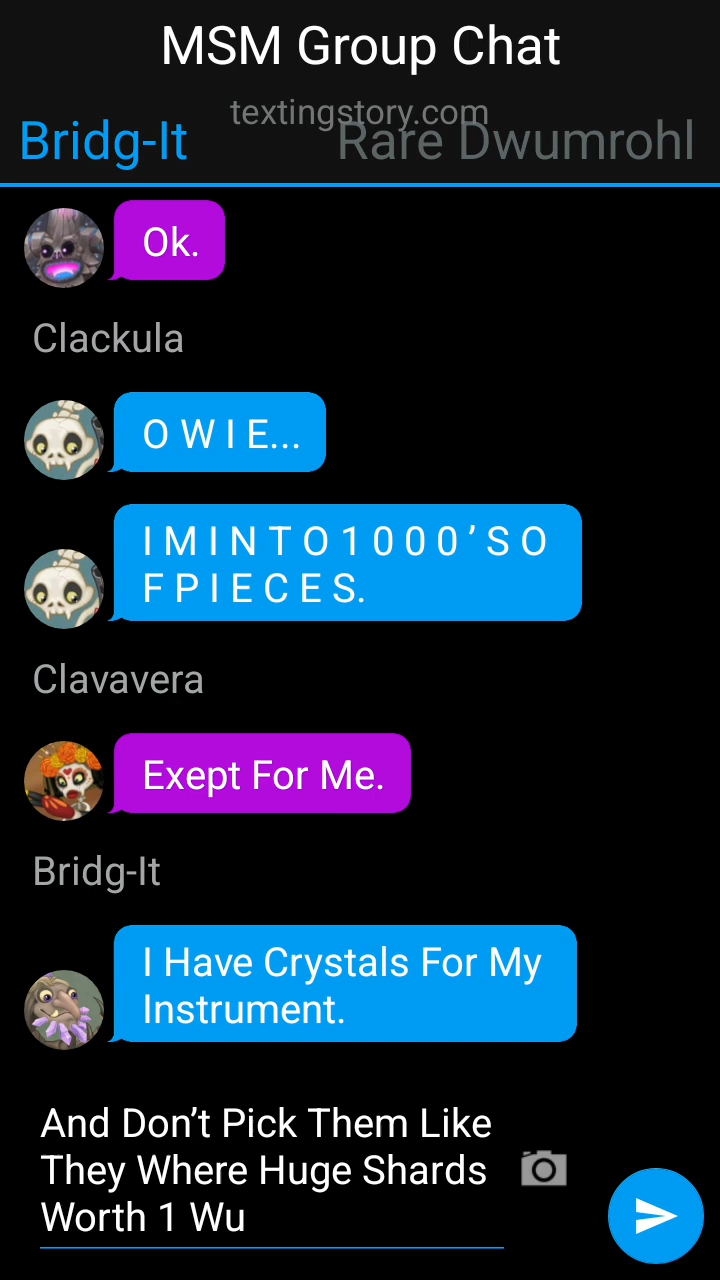 MSM Group Chat
textingstory.com
Bridg-It
Rare Dwumrohl
Ok.
Clackula
O W I E...
I M I N T O 1 0 0 0 ’ S O
F P I E C E S.
Clavavera
Exept For Me.
Bridg-It
I Have Crystals For My
Instrument.
And Don’t Pick Them Like
They Where Huge Shards
Worth 1 Wu